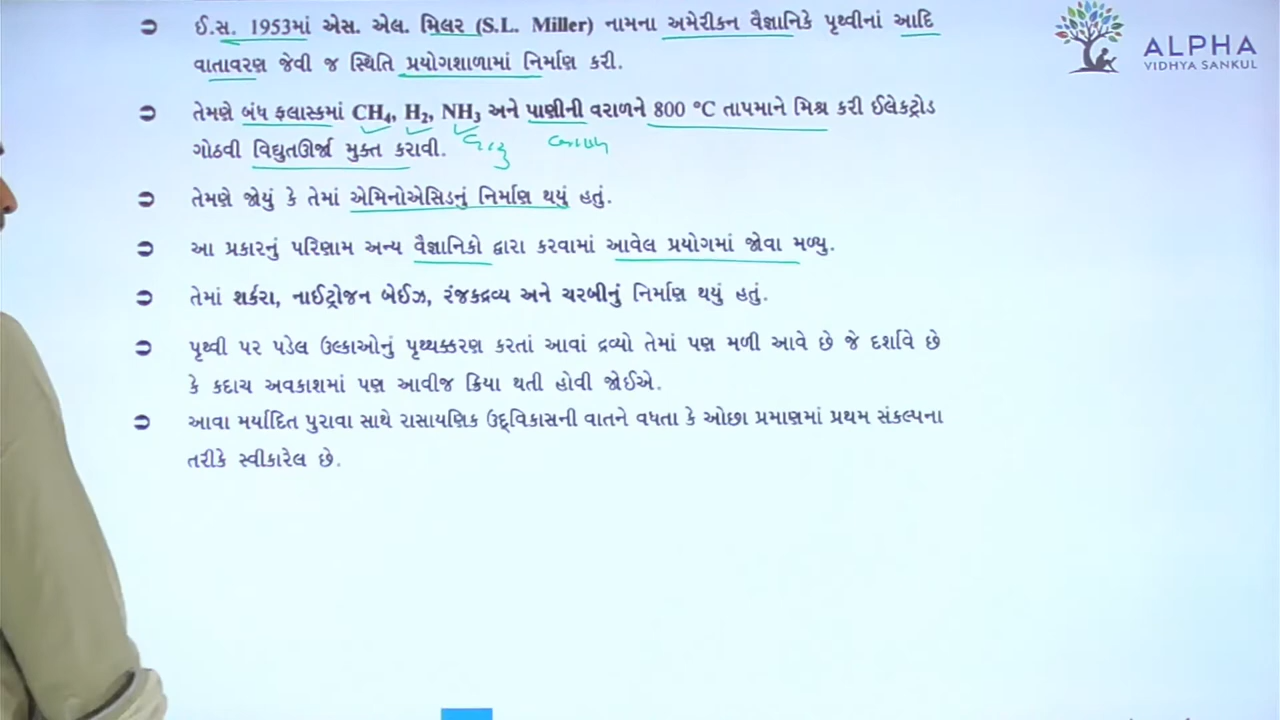 ઈ.સ. 1953માં એસ. એલ. મિલર (S.L. Miller) નામના અમેરીકન વૈજ્ઞાનિકે પૃથ્વીનાં આદિ
વાતાવરણ જેવી જ સ્થિતિ પ્રયોગશાળામાં નિર્માણ કરી.
તેમણે બંધ ફલાસ્કમાં CH₄, H₂, NH₃ અને પાણીની વરાળને 800 °C તાપમાને મિશ્ર કરી ઈલેક્ટ્રોડ
ગોઠવી વિદ્યુતઊર્જા મુક્ત કરાવી.
તેમણે જોયું કે તેમાં એમિનોએસિડનું નિર્માણ થયું હતું.
આ પ્રકારનું પરિણામ અન્ય વૈજ્ઞાનિકો દ્વારા કરવામાં આવેલ પ્રયોગમાં જોવા મળ્યુ.
તેમાં શર્કરા, નાઈટ્રોજન બેઈઝ, રંજકદ્રવ્ય અને ચરબીનું નિર્માણ થયું હતું.
પૃથ્વી પર પડેલ ઉલ્કાઓનું પૃથ્થક્કરણ કરતાં આવાં દ્રવ્યો તેમાં પણ મળી આવે છે જે દર્શાવે છે
કે કદાચ અવકાશમાં પણ આવીજ ક્રિયા થતી હોવી જોઈએ.
આવા મર્યાદિત પુરાવા સાથે રાસાયણિક ઉદ્દવિકાસની વાતને વધતા કે ઓછા પ્રમાણમાં પ્રથમ સંકલ્પના
તરીકે સ્વીકારેલ છે.
ALPHA
VIDHYA SANKUL